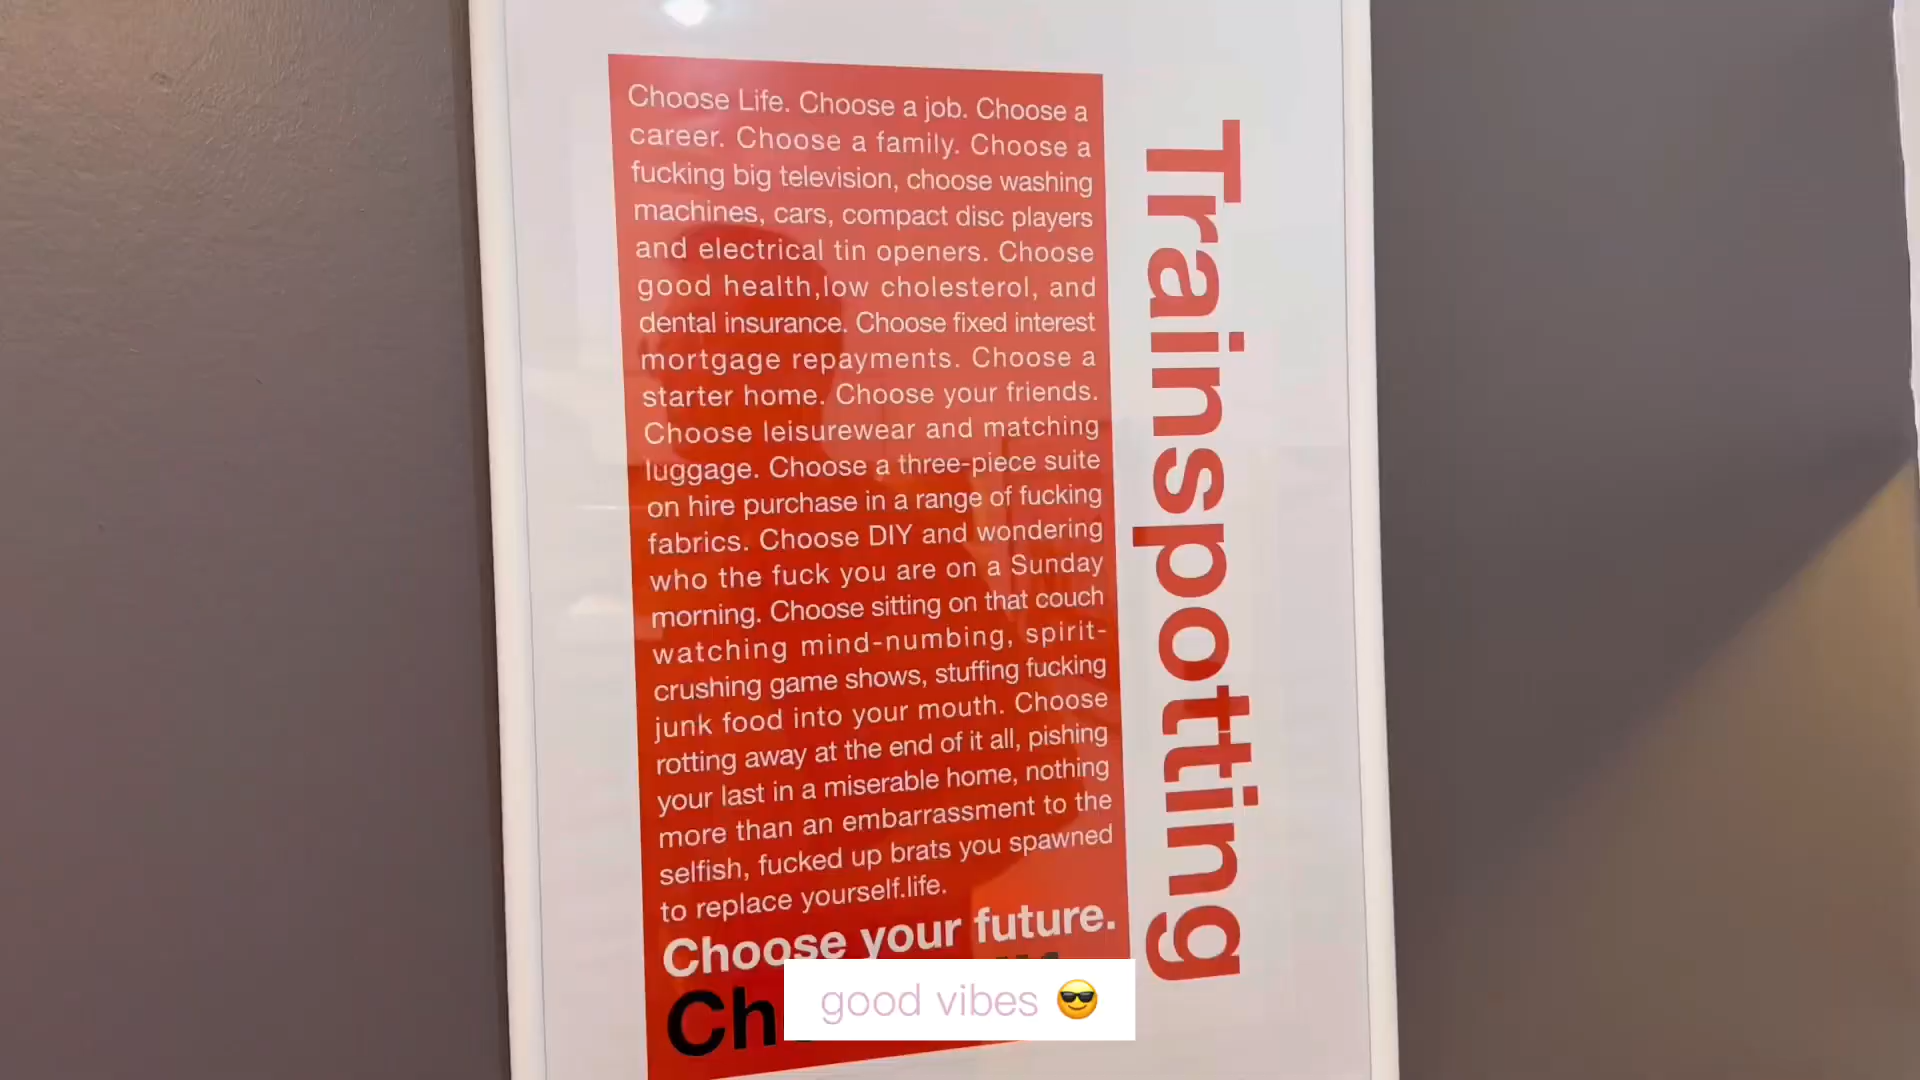 Choose Life. Choose a job. Choose a
career. Choose a family. Choose a
fucking big television, choose washing
machines, cars, compact disc players
and electrical tin openers. Choose
good health,low cholesterol, and
dental insurance. Choose fixed interest
mortgage repayments. Choose a
starter home. Choose your friends.
Choose leisurewear and matching
luggage. Choose a three-piece suite
on hire purchase in a range of fucking
fabrics. Choose DIY and wondering
who the fuck you are on a Sunday
morning. Choose sitting on that couch
watching mind-numbing, spirit-
crushing game shows, stuffing fucking
junk food into your mouth. Choose
rotting away at the end of it all, pishing
your last in a miserable home, nothing
more than an embarrassment to the
selfish, fucked up brats you spawned
to replace yourself.life.
Choose your future.
Trainspotting
good vibes 😎